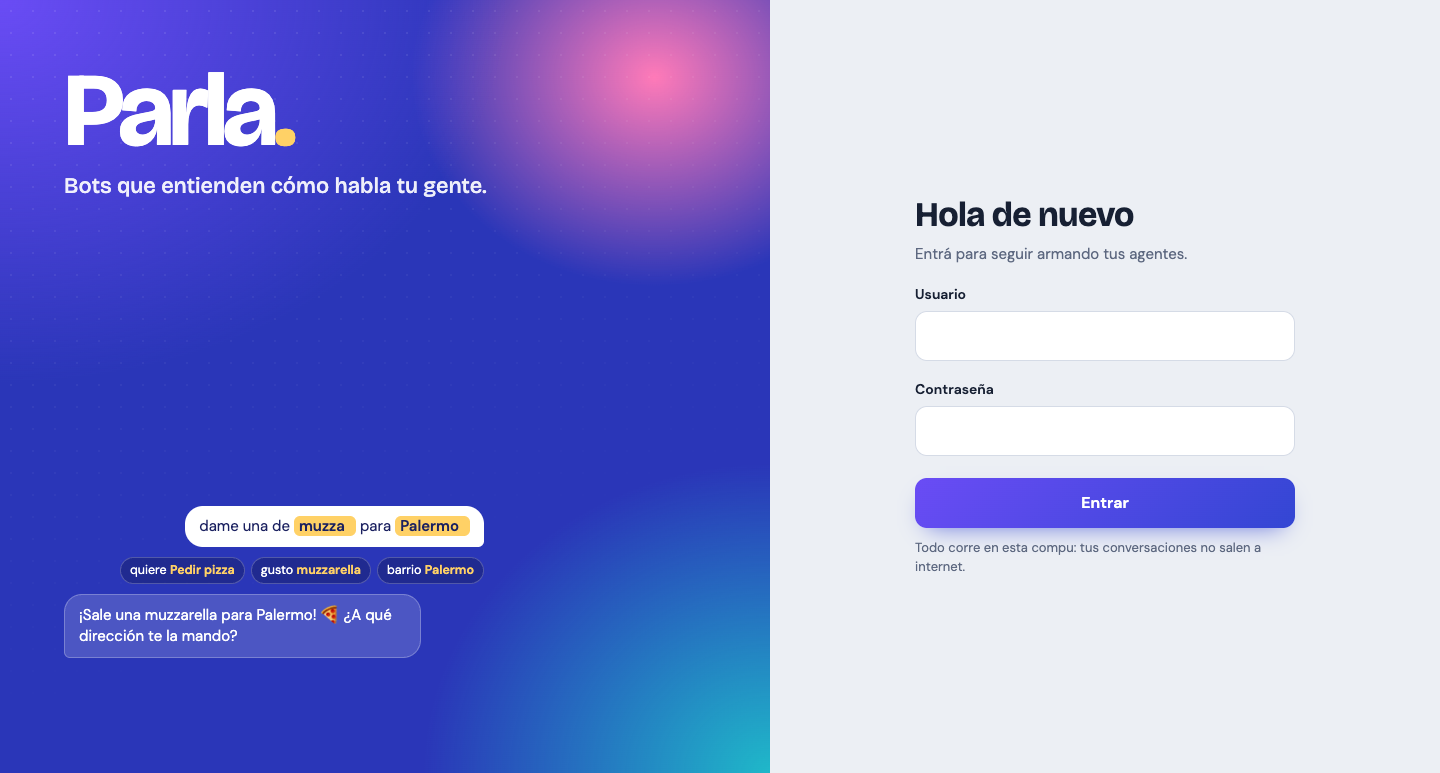 Parla.
Bots que entienden cómo habla tu gente.
dame una de muzza para Palermo
quiere Pedir pizza gusto muzzarella barrio Palermo
¡Sale una muzzarella para Palermo! 🍕 ¿A qué
dirección te la mando?
Hola de nuevo
Entrá para seguir armando tus agentes.
Usuario
Contraseña
Entrar
Todo corre en esta compu: tus conversaciones no salen a
internet.